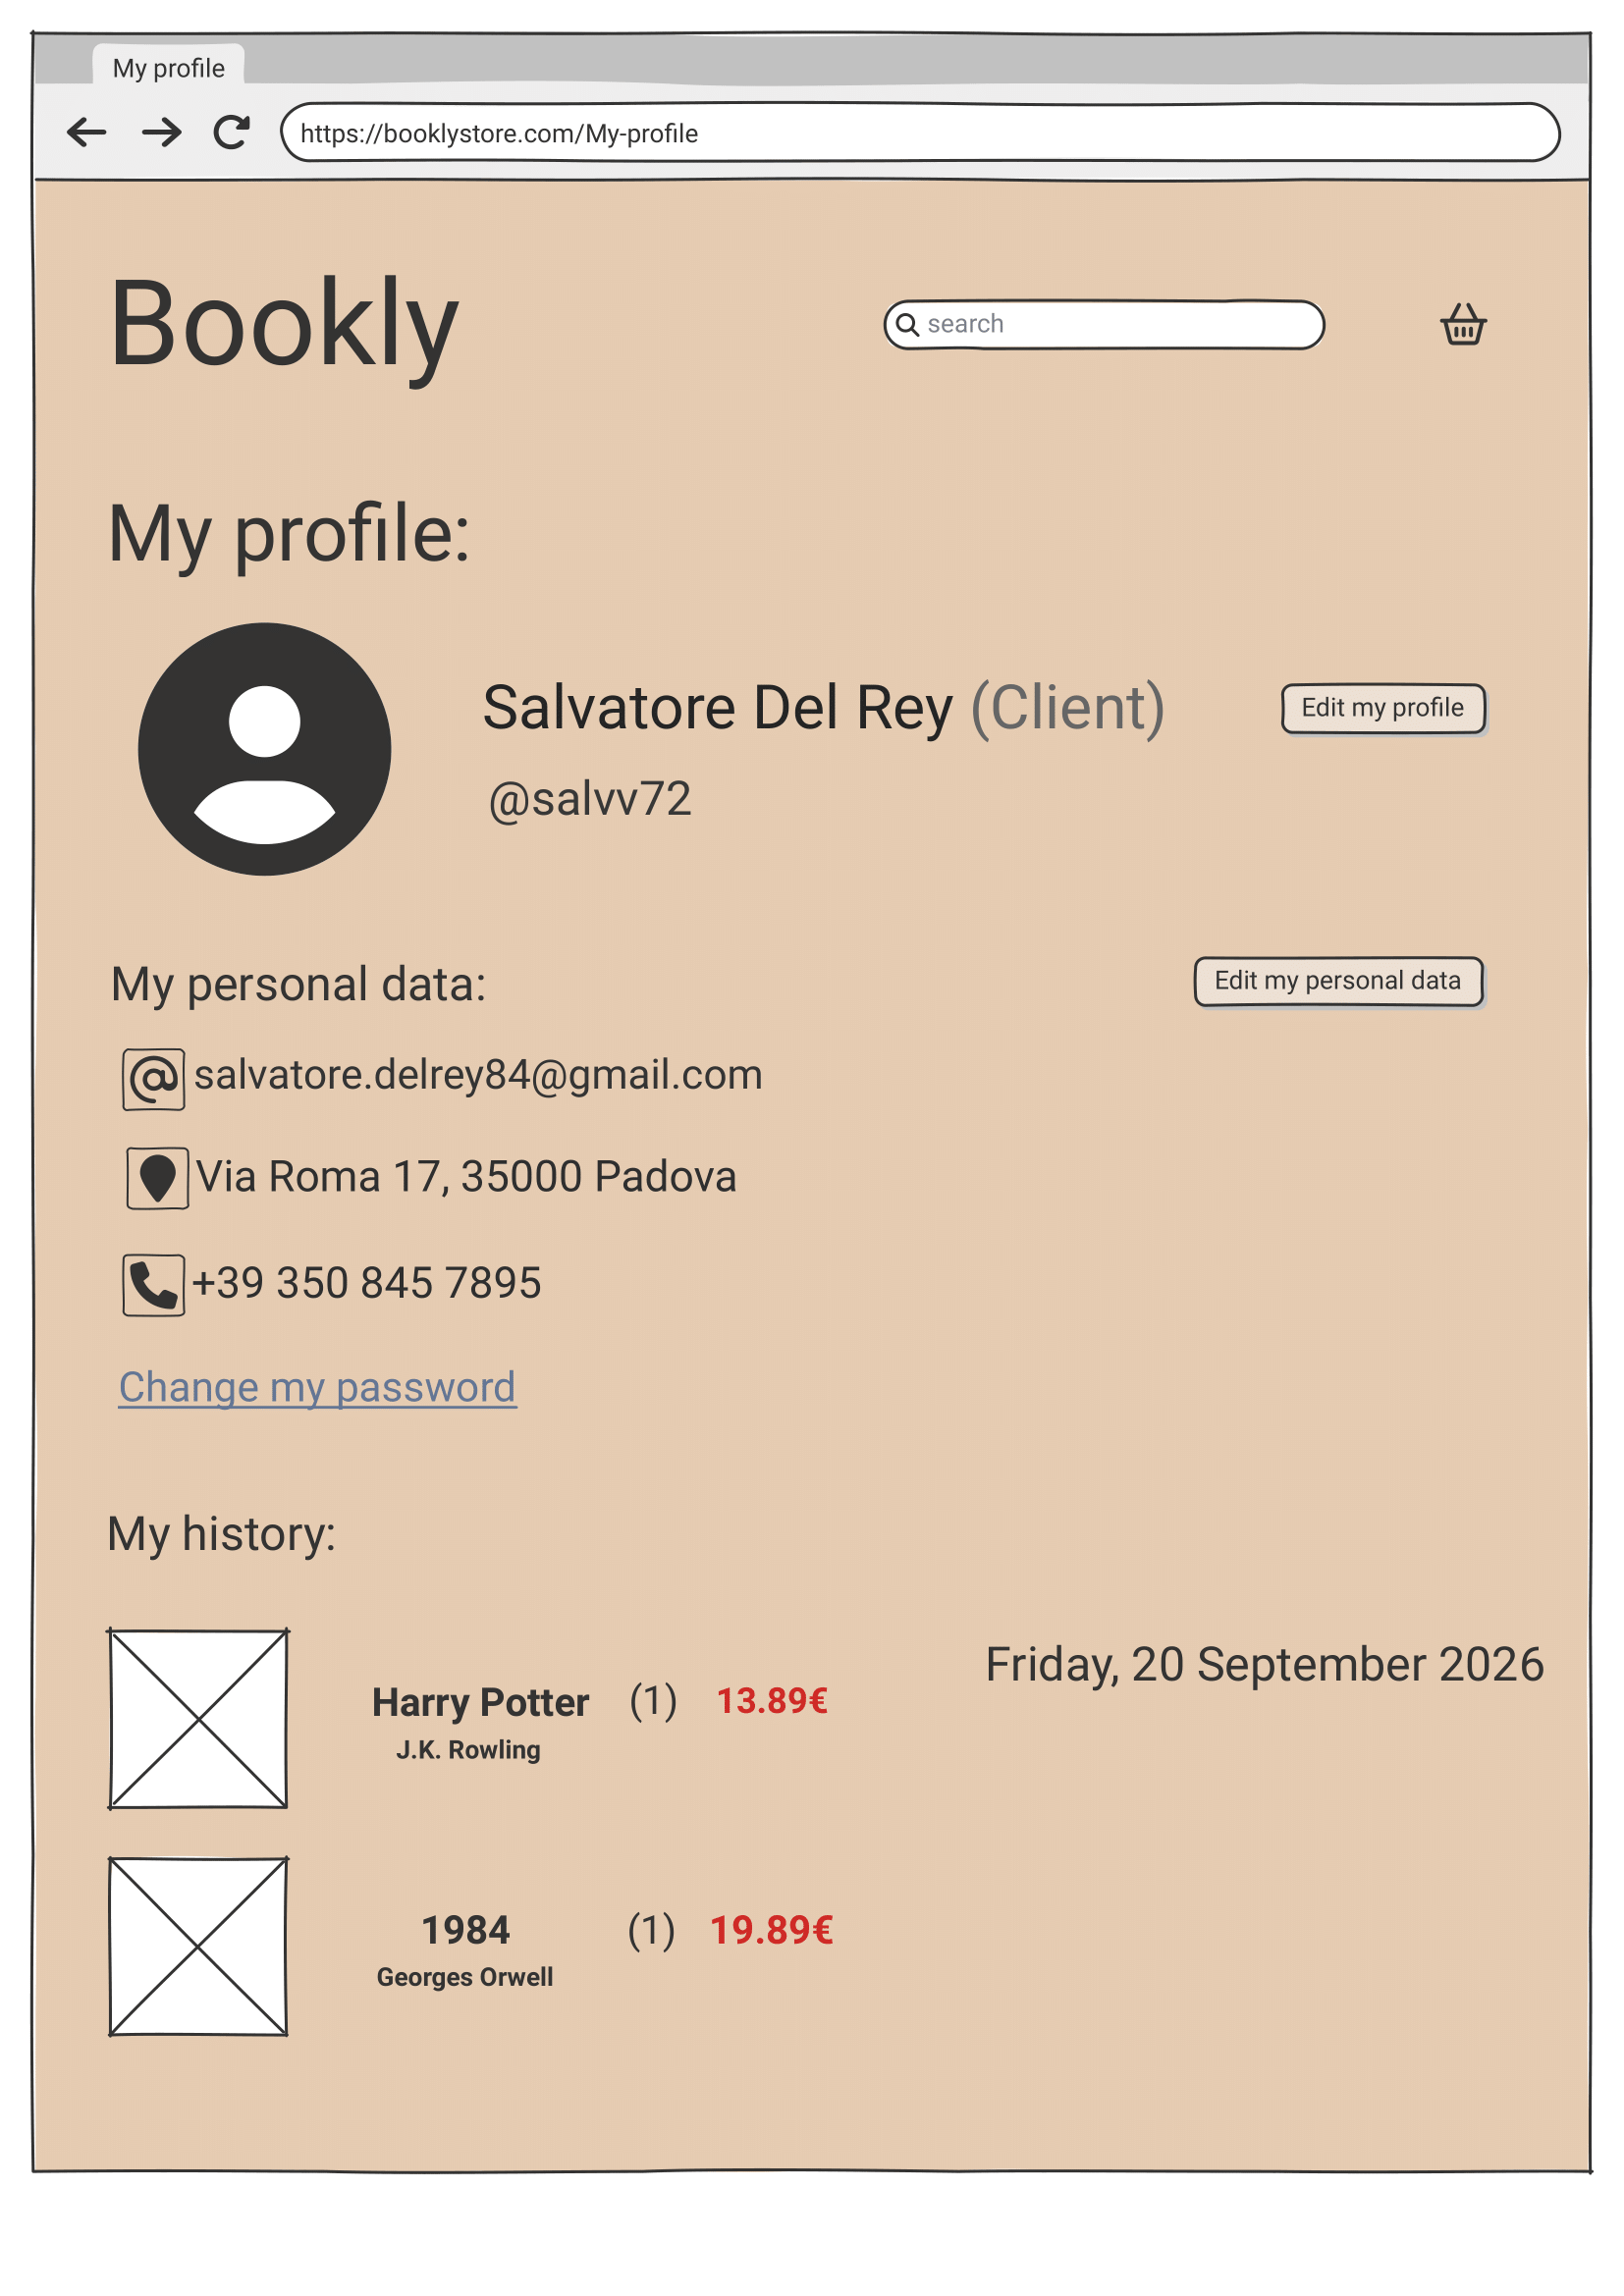 My profile
https://booklystore.com/My-profile
Bookly
search
My profile:
Salvatore Del Rey (Client)
Edit my profile
@salvv72
My personal data:
Edit my personal data
salvatore.delrey84@gmail.com
Via Roma 17, 35000 Padova
+39 350 845 7895
Change my password
My history:
Friday, 20 September 2026
Harry Potter (1) 13.89€
J.K. Rowling
1984 (1) 19.89€
Georges Orwell